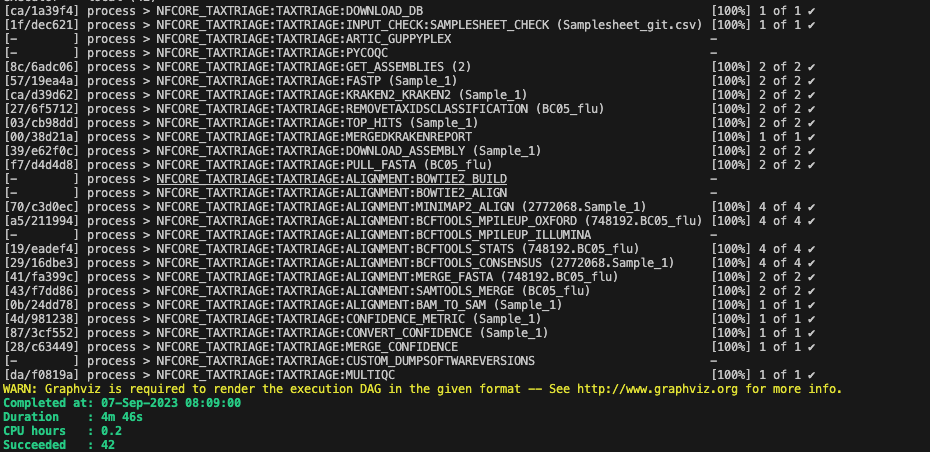 [ca/1a39f4] process > NFCORE_TAXTRIAGE:TAXTRIAGE:DOWNLOAD_DB [100%] 1 of 1 ✔
[1f/dec621] process > NFCORE_TAXTRIAGE:TAXTRIAGE:INPUT_CHECK:SAMPLESHEET_CHECK (Samplesheet_git.csv) [100%] 1 of 1 ✔
[- ] process > NFCORE_TAXTRIAGE:TAXTRIAGE:ARTIC_GUPPYPLEX -
[- ] process > NFCORE_TAXTRIAGE:TAXTRIAGE:PYCOQC -
[8c/6adc06] process > NFCORE_TAXTRIAGE:TAXTRIAGE:GET_ASSEMBLIES (2) [100%] 2 of 2 ✔
[57/19ea4a] process > NFCORE_TAXTRIAGE:TAXTRIAGE:FASTP (Sample_1) [100%] 2 of 2 ✔
[ca/d39d62] process > NFCORE_TAXTRIAGE:TAXTRIAGE:KRAKEN2_KRAKEN2 (Sample_1) [100%] 2 of 2 ✔
[27/6f5712] process > NFCORE_TAXTRIAGE:TAXTRIAGE:REMOVETAXIDSCLASSIFICATION (BC05_flu) [100%] 2 of 2 ✔
[03/cb98dd] process > NFCORE_TAXTRIAGE:TAXTRIAGE:TOP_HITS (Sample_1) [100%] 2 of 2 ✔
[00/38d21a] process > NFCORE_TAXTRIAGE:TAXTRIAGE:MERGEDKRAKENREPORT [100%] 1 of 1 ✔
[39/e62f0c] process > NFCORE_TAXTRIAGE:TAXTRIAGE:DOWNLOAD_ASSEMBLY (Sample_1) [100%] 2 of 2 ✔
[f7/d4d4d8] process > NFCORE_TAXTRIAGE:TAXTRIAGE:PULL_FASTA (BC05_flu) [100%] 2 of 2 ✔
[- ] process > NFCORE_TAXTRIAGE:TAXTRIAGE:ALIGNMENT:BOWTIE2_BUILD -
[- ] process > NFCORE_TAXTRIAGE:TAXTRIAGE:ALIGNMENT:BOWTIE2_ALIGN -
[70/c3d0ec] process > NFCORE_TAXTRIAGE:TAXTRIAGE:ALIGNMENT:MINIMAP2_ALIGN (2772068.Sample_1) [100%] 4 of 4 ✔
[a5/211994] process > NFCORE_TAXTRIAGE:TAXTRIAGE:ALIGNMENT:BCFTOOLS_MPILEUP_OXFORD (748192.BC05_flu) [100%] 4 of 4 ✔
[- ] process > NFCORE_TAXTRIAGE:TAXTRIAGE:ALIGNMENT:BCFTOOLS_MPILEUP_ILLUMINA -
[19/eadef4] process > NFCORE_TAXTRIAGE:TAXTRIAGE:ALIGNMENT:BCFTOOLS_STATS (748192.BC05_flu) [100%] 4 of 4 ✔
[29/16dbe3] process > NFCORE_TAXTRIAGE:TAXTRIAGE:ALIGNMENT:BCFTOOLS_CONSENSUS (2772068.Sample_1) [100%] 4 of 4 ✔
[41/fa399c] process > NFCORE_TAXTRIAGE:TAXTRIAGE:ALIGNMENT:MERGE_FASTA (748192.BC05_flu) [100%] 2 of 2 ✔
[43/f7dd86] process > NFCORE_TAXTRIAGE:TAXTRIAGE:ALIGNMENT:SAMTOOLS_MERGE (BC05_flu) [100%] 2 of 2 ✔
[0b/24dd78] process > NFCORE_TAXTRIAGE:TAXTRIAGE:ALIGNMENT:BAM_TO_SAM (Sample_1) [100%] 1 of 1 ✔
[4d/981238] process > NFCORE_TAXTRIAGE:TAXTRIAGE:CONFIDENCE_METRIC (Sample_1) [100%] 1 of 1 ✔
[87/3cf552] process > NFCORE_TAXTRIAGE:TAXTRIAGE:CONVERT_CONFIDENCE (Sample_1) [100%] 1 of 1 ✔
[28/c63449] process > NFCORE_TAXTRIAGE:TAXTRIAGE:MERGE_CONFIDENCE [100%] 1 of 1 ✔
[- ] process > NFCORE_TAXTRIAGE:TAXTRIAGE:CUSTOM_DUMPSOFTWAREVERSIONS -
[da/f0819a] process > NFCORE_TAXTRIAGE:TAXTRIAGE:MULTIQC [100%] 1 of 1 ✔
WARN: Graphviz is required to render the execution DAG in the given format -- See http://www.graphviz.org for more info.
Completed at: 07-Sep-2023 08:09:00
Duration : 4m 46s
CPU hours : 0.2
Succeeded : 42